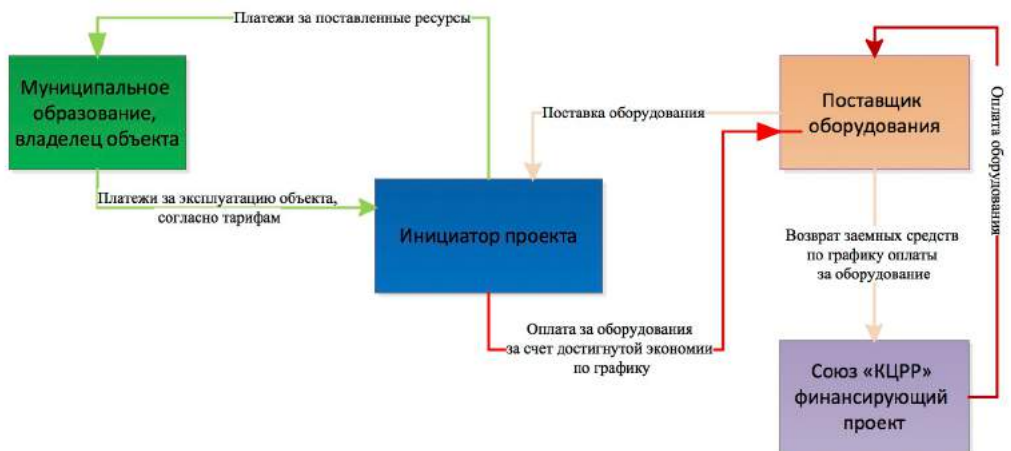 Платежи за поставленные ресурсы
Муниципальное
образование,
владелец объекта
Поставщик
оборудования
Поставка оборудования
Оплата оборудования
Платежи за эксплуатацию объекта,
согласно тарифам
Инициатор проекта
Возврат заемных средств
по графику оплаты
за оборудование
Оплата за оборудования
за счет достигнутой экономии
по графику
Союз «КЦРР»
финансирующий
проект